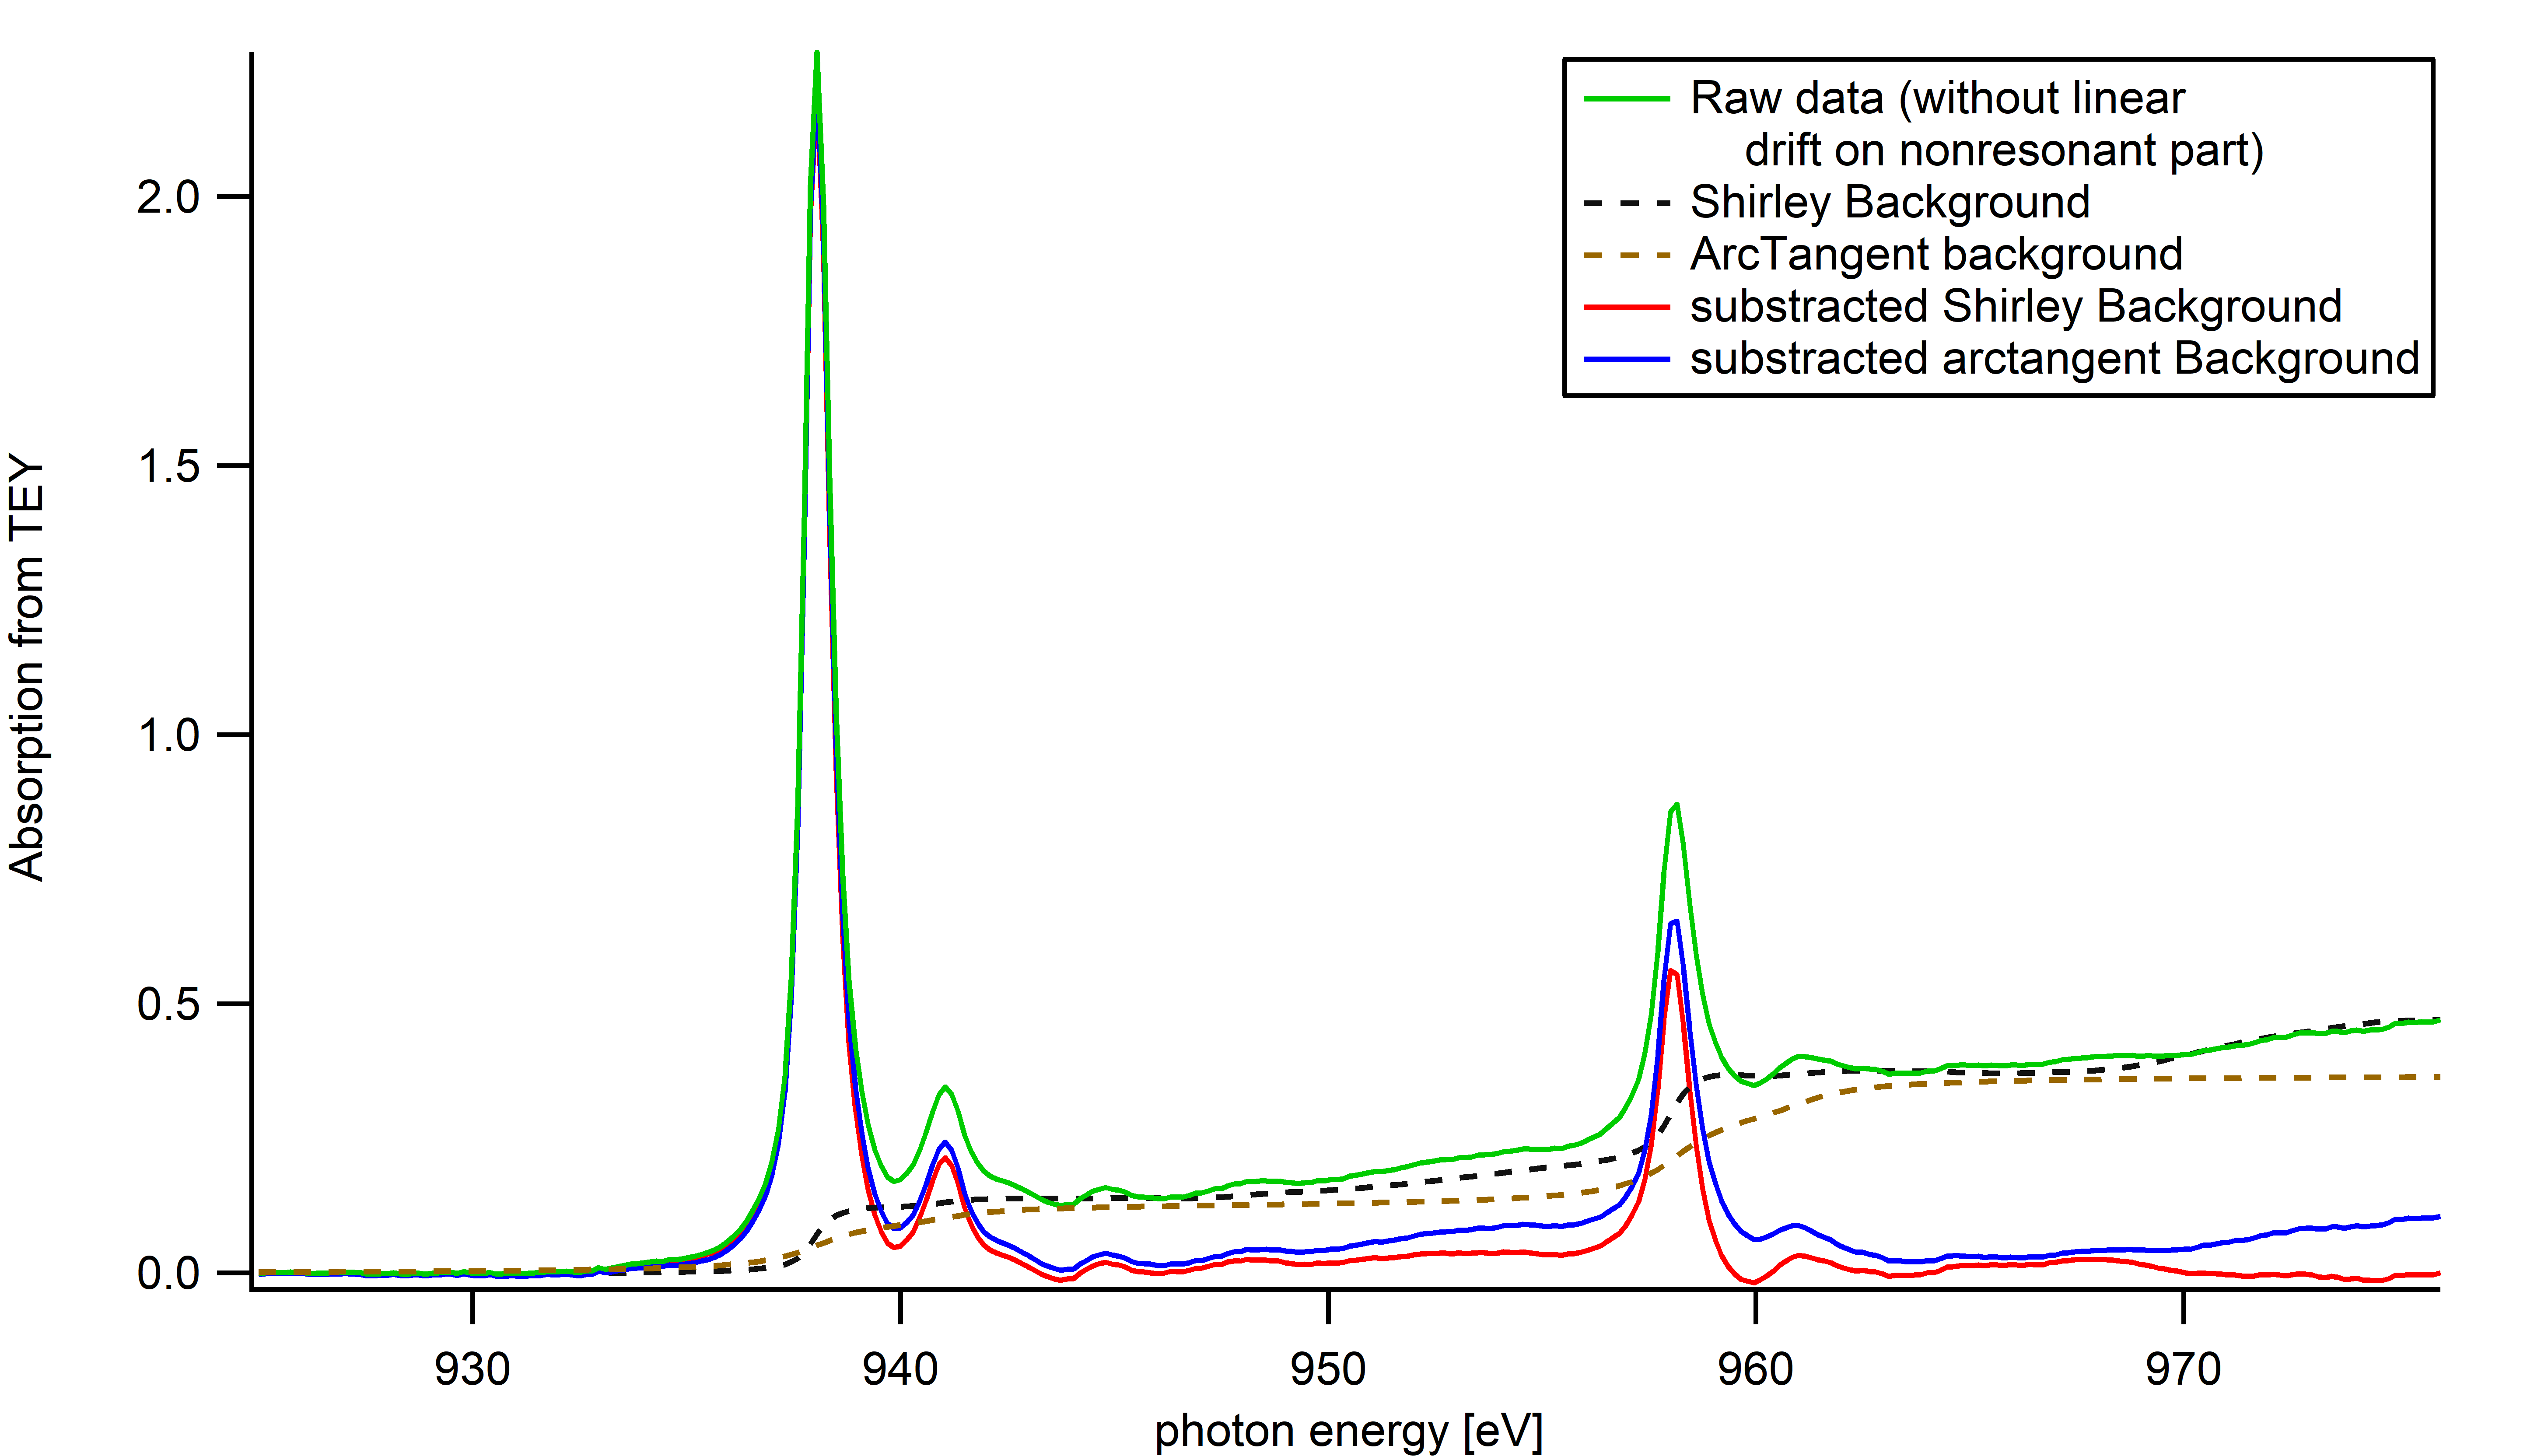 Raw data (without linear
drift on nonresonant part)
Shirley Background
ArcTangent background
substracted Shirley Background
substracted arctangent Background
Absorption from TEY
2.0
1.5
1.0
0.5
0.0
930 940 950 960 970
photon energy [eV]